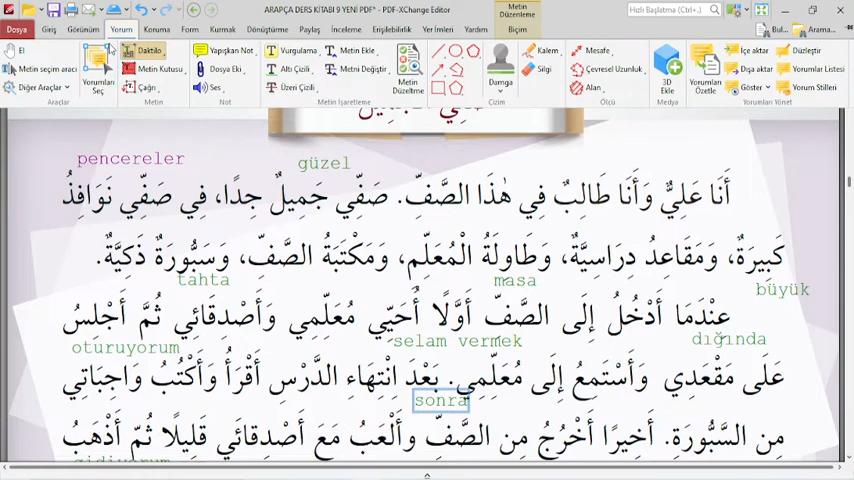 ARAPÇA DERS KİTABI 9 YENİ PDF* - PDF-XChange Editor
Metin Düzenleme
Hızlı Başlatma (Ctrl+.)
Dosya Giriş Görünüm Yorum Koruma Dönüştürme Form Düzenle Paylaş İnceleme Erişilebilirlik Yer İmleri Yardım Biçim Bul...
El
Metin seçim aracı
Diğer Araçlar
Araçlar
Yorumları Seç
Daktilo
Metin Kutusu
Çağrı
Metin
Yapışkan Not
Dosya Eki
Ses
Not
Vurgulama
Altı Çizili
Üzeri Çizili
Metin Ekle
Metni Değiştir
Metin İşaretleme
Metin Düzeltme
Çizim
Damga
Kalem
Silgi
Mesafe
Çevresel Uzunluk
Alan
Ölçü
3D Ekle
Medya
Yorumları Özetle
İçe aktar
Dışa aktar
Göster
Düzleştir
Yorumlar Listesi
Yorum Stilleri
Yorumları Yönet
pencereler
güzel
أَنَا عَلِيٌّ وَأَنَا طَالِبٌ فِي هٰذَا الصَّفِّ. صَفِّي جَمِيلٌ جِدًا، فِي صَفِّي نَوَافِذُ
كَبِيرَةٌ، وَمَقَاعِدُ دِرَاسِيَّةٌ، وَطَاوِلَةُ الْمُعَلِّمِ، وَمَكْتَبَةُ الصَّفِّ، وَسَبُّورَةٌ ذَكِيَّةٌ.
tahta
masa
büyük
عِنْدَمَا أَدْخُلُ إِلَى الصَّفِّ أَوَّلًا أُحَيِّي مُعَلِّمِي وَأَصْدِقَائِي ثُمَّ أَجْلِسُ
oturuyorum
selam vermek
dığında
عَلَى مَقْعَدِي وَأَسْتَمِعُ إِلَى مُعَلِّمِي. بَعْدَ انْتِهَاءِ الدَّرْسِ أَقْرَأُ وَأَكْتُبُ وَاجِبَاتِي
sonra
مِن السَّبُّورَةِ. أَخِيرًا أَخْرُجُ مِن الصَّفِّ وأَلْعَبُ مَعَ أَصْدِقائَي قَلِيلًا ثُمّ أَذْهَبُ
gidiyorum